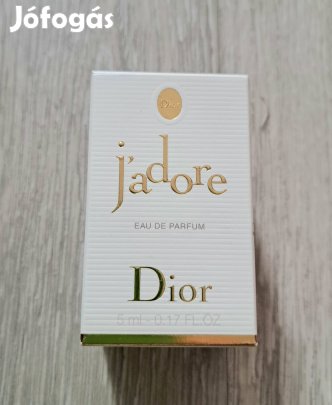 Jófogás
Dior
j'adore
EAU DE PARFUM
Dior
5 ml - 0.17 FL.OZ